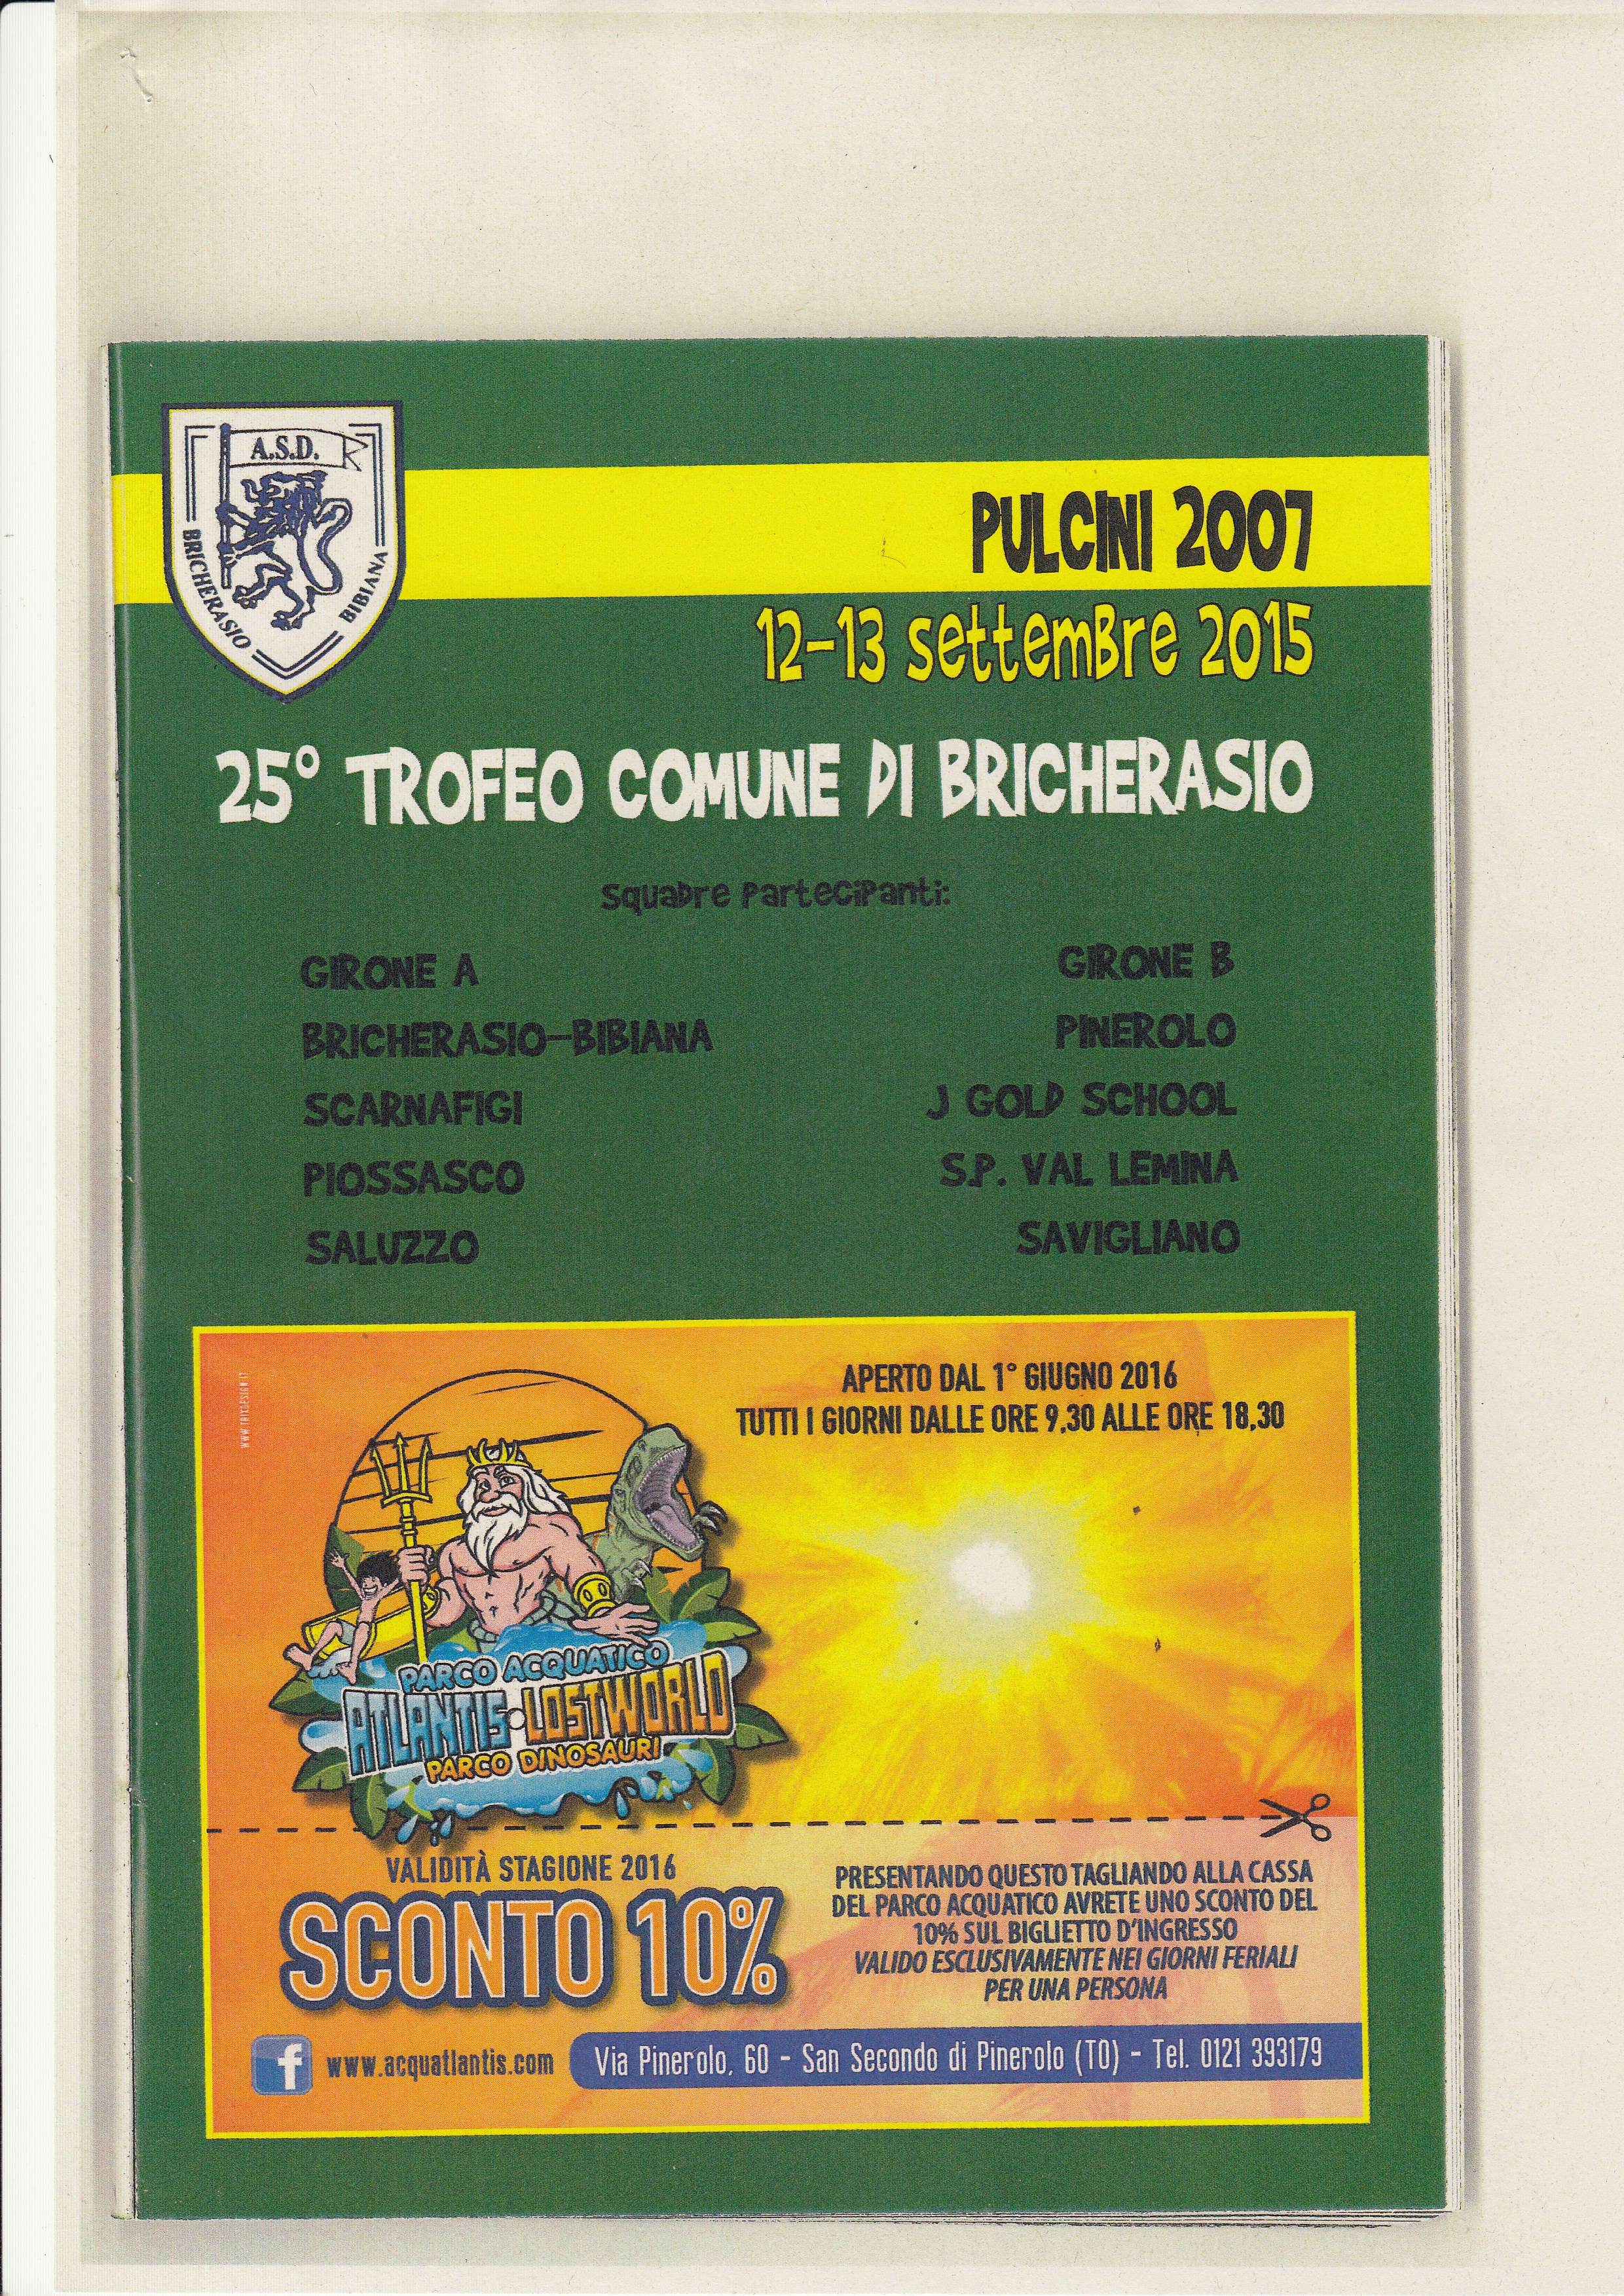 A.S.D.
BRICHERASIO
BIBIANA
PULCINI 2007
12-13 settembre 2015
25° TROFEO COMUNE DI BRICHERASIO
Squadre Partecipanti:
GIRONE A
BRICHERASIO-BIBIANA
SCARNAFIGI
PIOSSASCO
SALUZZO
GIRONE B
PINEROLO
J GOLD SCHOOL
S.P. VAL LEMINA
SAVIGLIANO
WWW.TRIXDESIGN.IT
APERTO DAL 1° GIUGNO 2016
TUTTI I GIORNI DALLE ORE 9,30 ALLE ORE 18,30
PARCO ACQUATICO
ATLANTIS LOSTWORLD
PARCO DINOSAURI
VALIDITÀ STAGIONE 2016
SCONTO 10%
PRESENTANDO QUESTO TAGLIANDO ALLA CASSA
DEL PARCO ACQUATICO AVRETE UNO SCONTO DEL
10% SUL BIGLIETTO D'INGRESSO
VALIDO ESCLUSIVAMENTE NEI GIORNI FERIALI
PER UNA PERSONA
f www.acquatlantis.com
Via Pinerolo, 60 - San Secondo di Pinerolo (TO) - Tel. 0121 393179